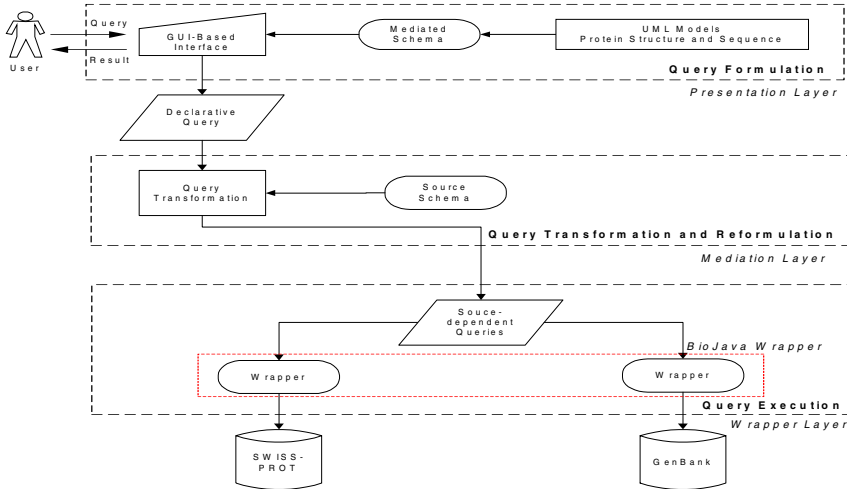 Query
Result
User
GUI-Based
Interface
Mediated
Schema
UML Models
Protein Structure and Sequence
Query Formulation
Presentation Layer
Declarative
Query
Query
Transformation
Source
Schema
Query Transformation and Reformulation
Mediation Layer
Souce-
dependent
Queries
BioJava Wrapper
Wrapper
Wrapper
Query Execution
Wrapper Layer
SWISS-
PROT
GenBank